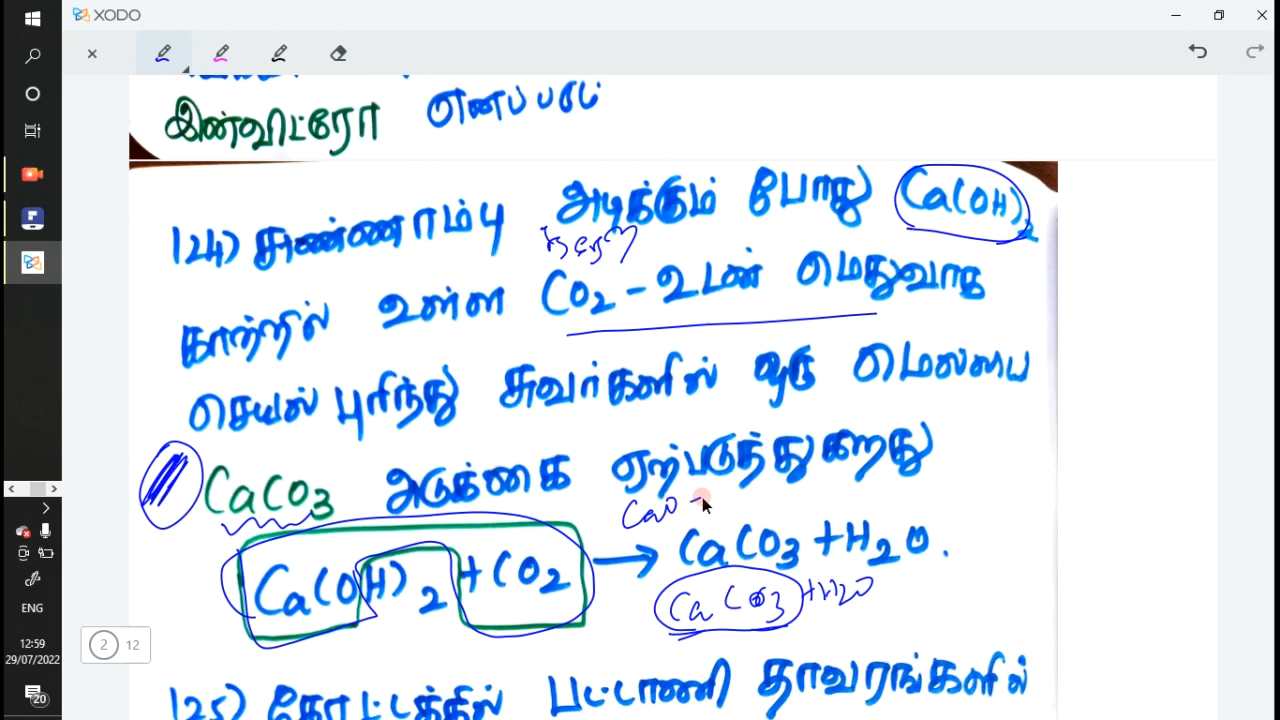 XODO
இன்விட்ரோ எனப்படும்
124) சுண்ணாம்பு அடிக்கும் போது Ca(OH)2
காற்றில் உள்ள CO2 - உடன் மெதுவாக
செயல் புரிந்து சுவர்களில் ஒரு மெல்லிய
CaCO3 அடுக்கை ஏற்படுத்துகிறது
CaO -
Ca(OH)2 + CO2 → CaCO3 + H2O.
CaCO3 + H2O
2 12
125) தோட்டத்தில் பட்டாணி தாவரங்களில்
ENG
12:59
29/07/2022
20